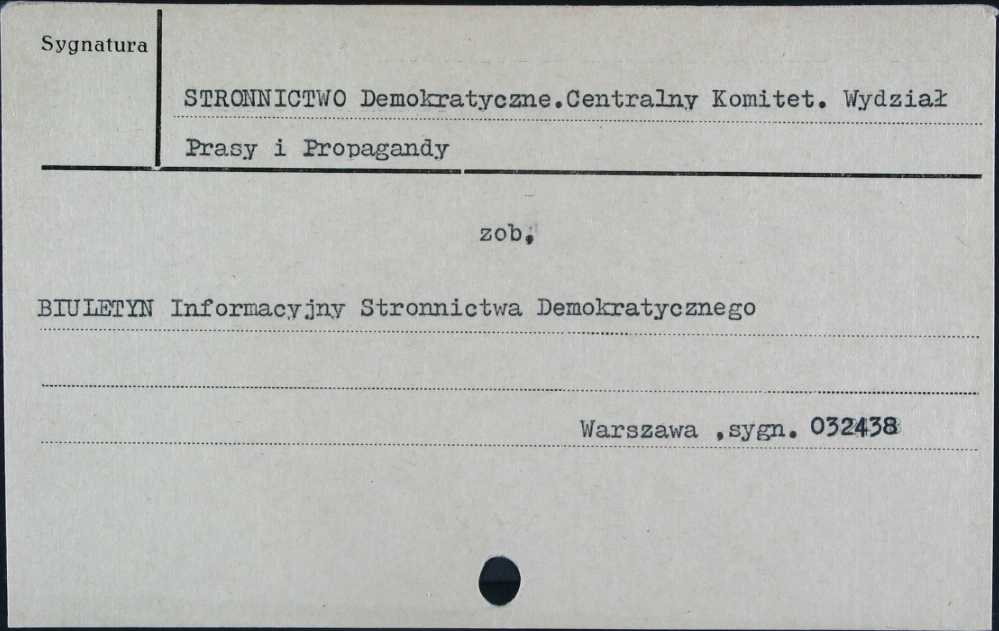 Sygnatura
STRONNICTWO Demokratyczne.Centralny Komitet. Wydział
Prasy i Propagandy
zob,
BIULETYN Informacyjny Stronnictwa Demokratycznego
Warszawa ,sygn. 032438